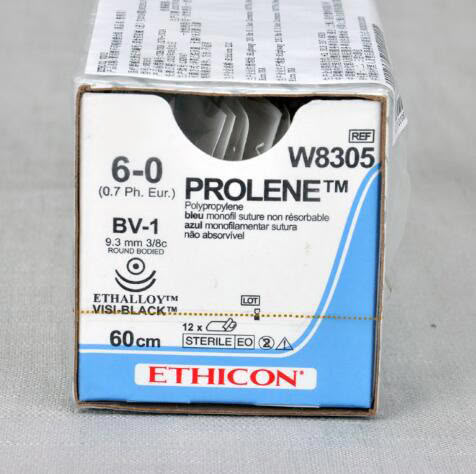 REF
W8305
6-0
(0.7 Ph. Eur.)
PROLENE™
Polypropylene
bleu monofil suture non résorbable
azul monofilamentar sutura
não absorvível
BV-1
9.3 mm 3/8c
ROUND BODIED
ETHALLOY™
VISI-BLACK™
LOT
60cm
12 x
STERILE EO 2
ETHICON®